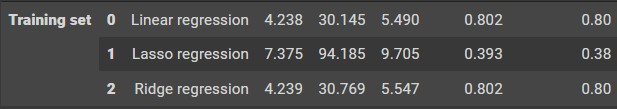 Training set 0 Linear regression 4.238 30.145 5.490 0.802 0.80
1 Lasso regression 7.375 94.185 9.705 0.393 0.38
2 Ridge regression 4.239 30.769 5.547 0.802 0.80